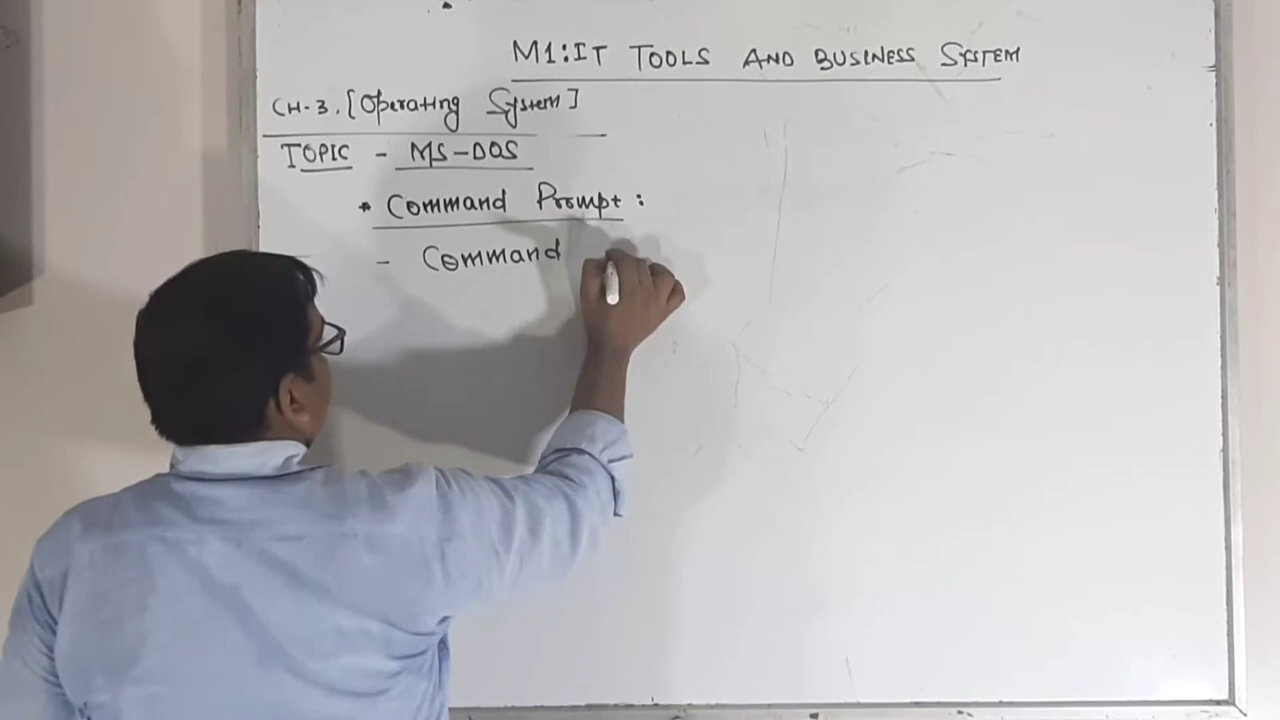 M1:IT TOOLS AND BUSINESS SYSTEM
CH-3. [Operating System]
TOPIC - MS-DOS
* Command Prompt :
- Command